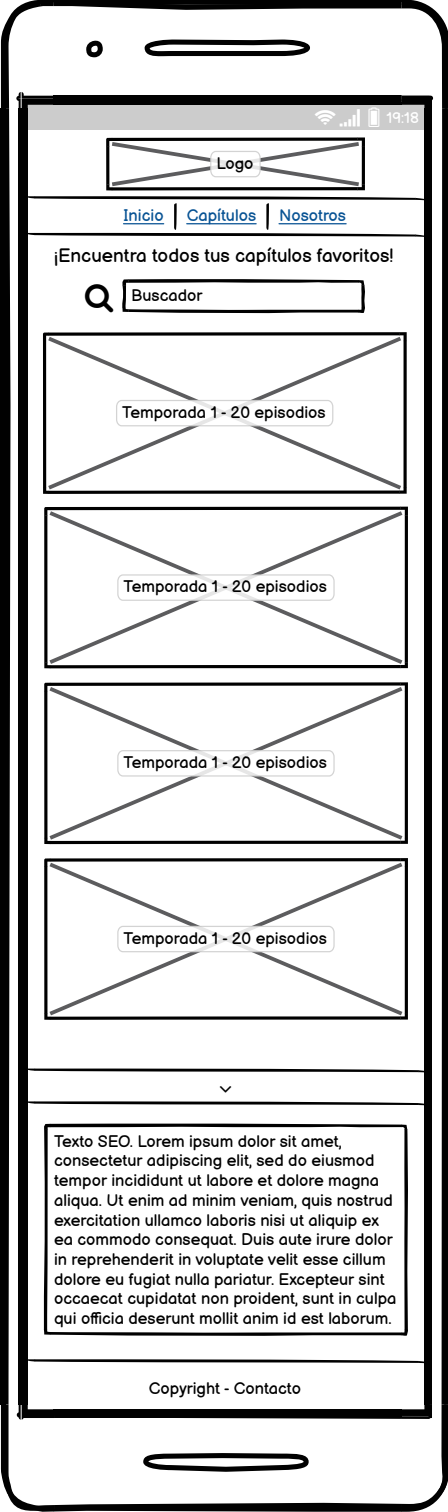 19:18
Logo
Inicio | Capítulos | Nosotros
¡Encuentra todos tus capítulos favoritos!
Buscador
Temporada 1 - 20 episodios
Temporada 1 - 20 episodios
Temporada 1 - 20 episodios
Temporada 1 - 20 episodios
Texto SEO. Lorem ipsum dolor sit amet,
consectetur adipiscing elit, sed do eiusmod
tempor incididunt ut labore et dolore magna
aliqua. Ut enim ad minim veniam, quis nostrud
exercitation ullamco laboris nisi ut aliquip ex
ea commodo consequat. Duis aute irure dolor
in reprehenderit in voluptate velit esse cillum
dolore eu fugiat nulla pariatur. Excepteur sint
occaecat cupidatat non proident, sunt in culpa
qui officia deserunt mollit anim id est laborum.
Copyright - Contacto